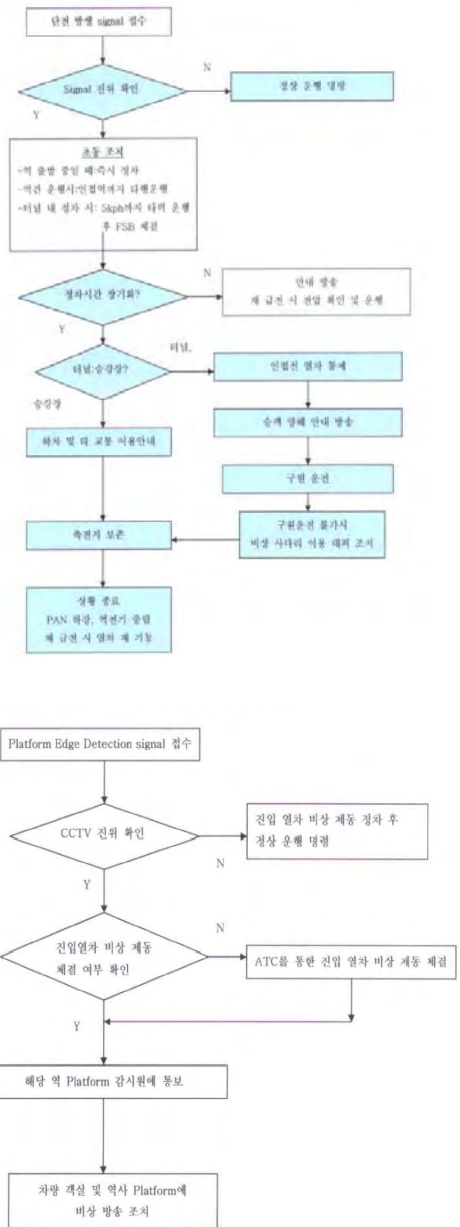 단전 발생 signal 접수
Signal 진위 확인
N
정상 운행 명령
Y
초동 조치
-역 출발 중일 때:즉시 정차
-역간 운행시:인접역까지 타행운행
-터널 내 정차 시: 5kph까지 타력 운행
후 FSB 체결
정차시간 장기화?
N
안내 방송
재 급전 시 전압 확인 및 운행
Y
터널,
터널,승강장?
인접선 열차 통제
승강장
승객 양해 안내 방송
하차 및 타 교통 이용안내
구원 운전
축전지 보존
구원운전 불가시
비상 사다리 이용 대피 조치
상황 종료
PAN 하강, 역전기 중립
재 급전 시 열차 재 기동
Platform Edge Detection signal 접수
CCTV 진위 확인
진입 열차 비상 제동 정차 후
정상 운행 명령
N
Y
N
진입열차 비상 제동
체결 여부 확인
ATC를 통한 진입 열차 비상 제동 체결
Y
해당 역 Platform 감시원에 통보
차량 객실 및 역사 Platform에
비상 방송 조치